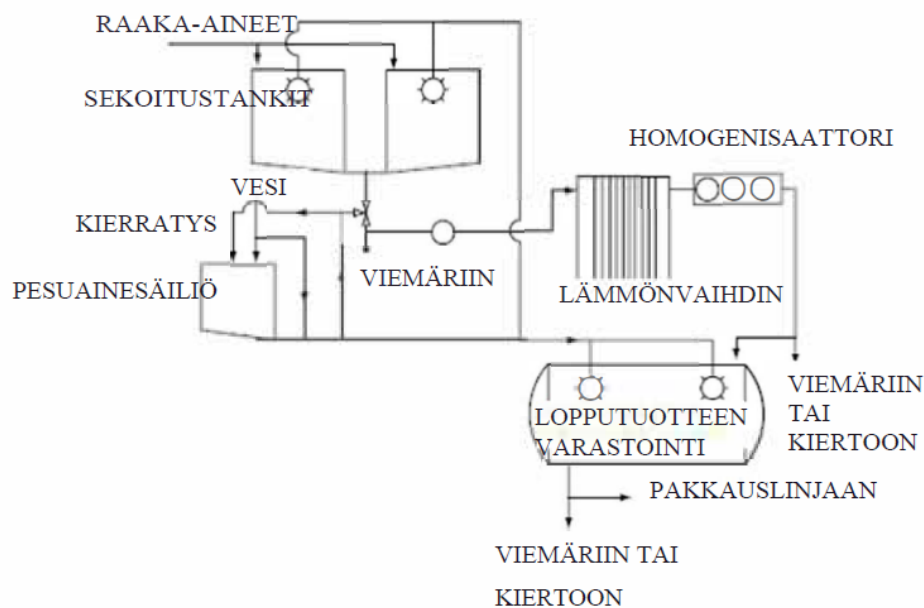 RAAKA-AINEET
SEKOITUSTANKIT
HOMOGENISAATTORI
VESI
KIERRATYS
VIEMÄRIIN
PESUAINESÄILIÖ
LÄMMÖNVAIHDIN
VIEMÄRIIN
TAI
KIERTOON
LOPPUTUOTTEEN
VARASTOINTI
PAKKAUSLINJAAN
VIEMÄRIIN TAI
KIERTOON